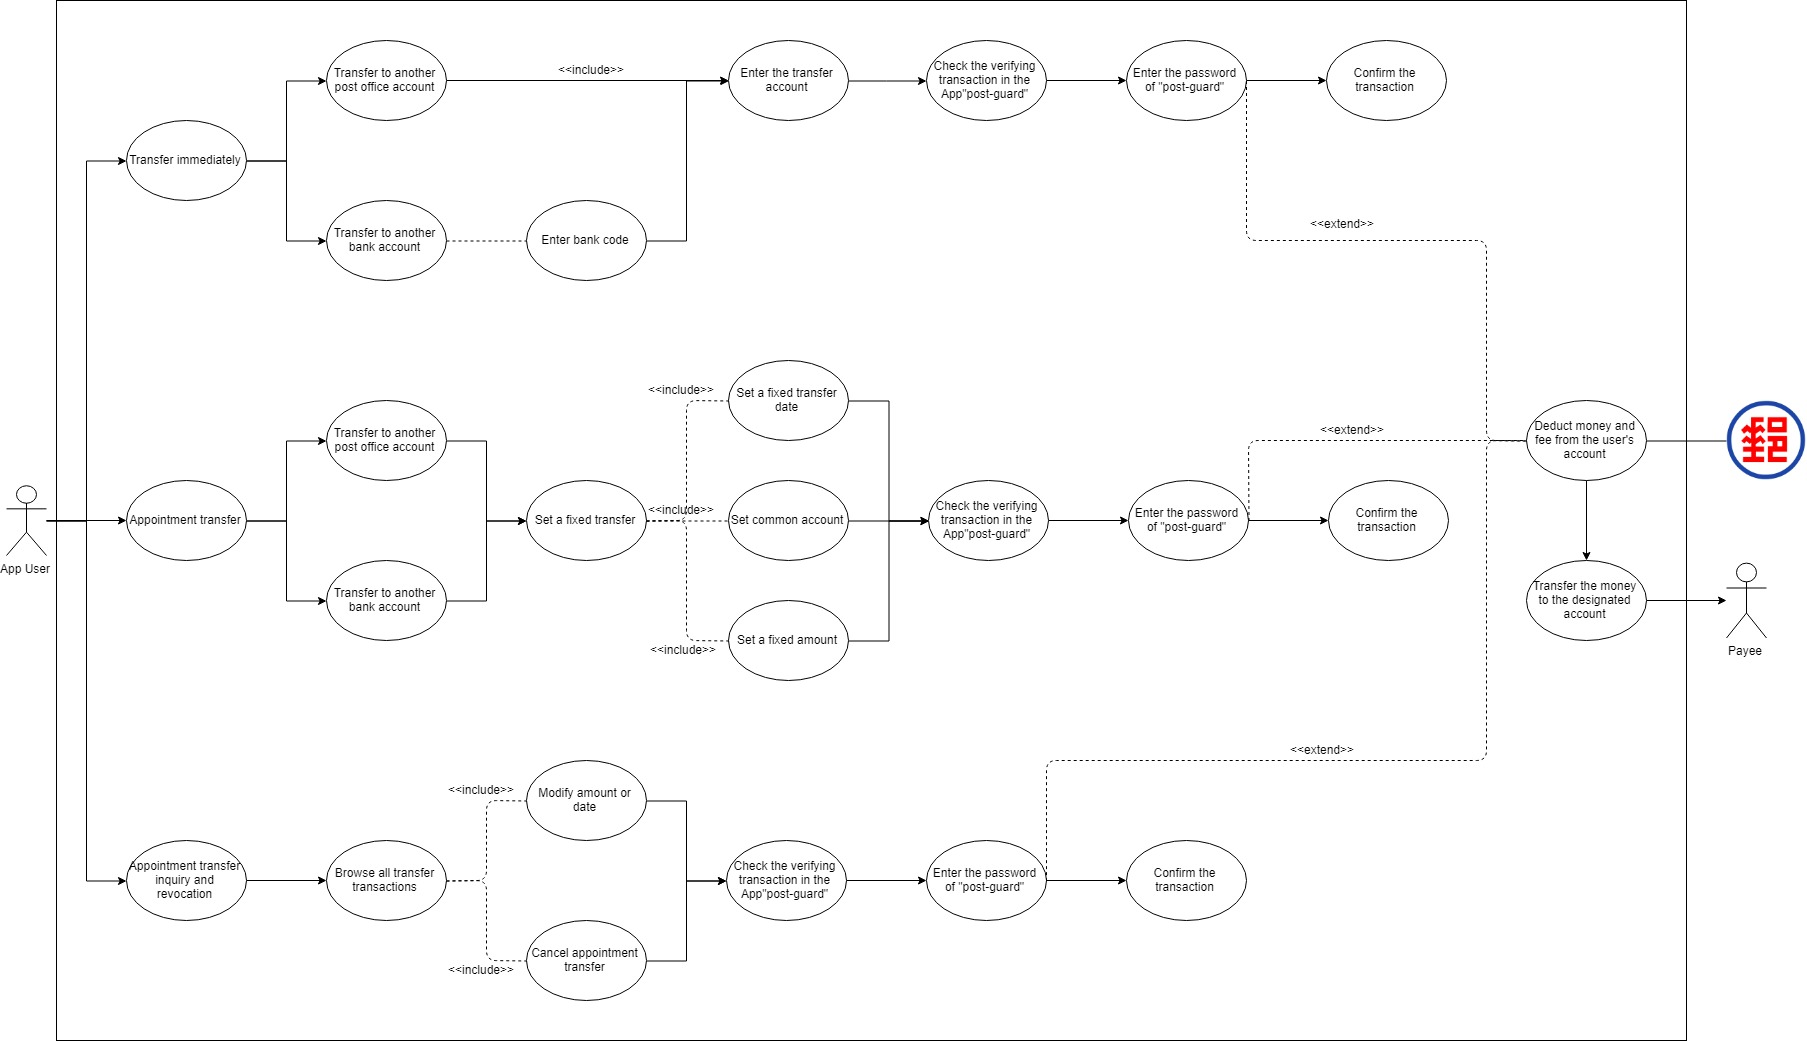 Transfer to another
post office account
<<include>>
Enter the transfer
account
Check the verifying
transaction in the
App"post-guard"
Enter the password
of "post-guard"
Confirm the
transaction
Transfer immediately
Transfer to another
bank account
Enter bank code
<<extend>>
<<include>>
Set a fixed transfer
date
Transfer to another
post office account
<<extend>>
Deduct money and
fee from the user's
account
郵
App User
Appointment transfer
Set a fixed transfer
<<include>>
Set common account
Check the verifying
transaction in the
App"post-guard"
Enter the password
of "post-guard"
Confirm the
transaction
Transfer to another
bank account
<<include>>
Set a fixed amount
Transfer the money
to the designated
account
Payee
<<extend>>
<<include>>
Modify amount or
date
Appointment transfer
inquiry and
revocation
Browse all transfer
transactions
Check the verifying
transaction in the
App"post-guard"
Enter the password
of "post-guard"
Confirm the
transaction
<<include>>
Cancel appointment
transfer